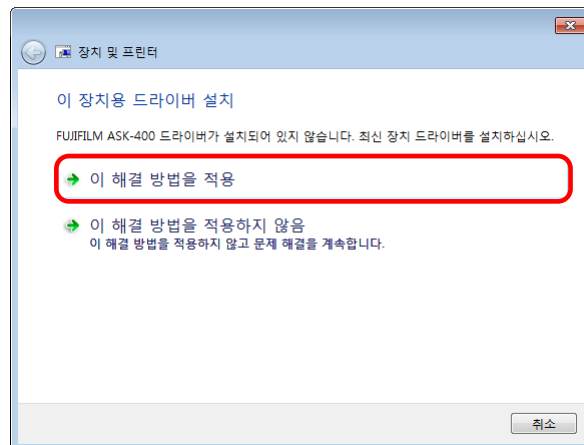 장치 및 프린터
이 장치용 드라이버 설치
FUJIFILM ASK-400 드라이버가 설치되어 있지 않습니다. 최신 장치 드라이버를 설치하십시오.
이 해결 방법을 적용
이 해결 방법을 적용하지 않음
이 해결 방법을 적용하지 않고 문제 해결을 계속합니다.
취소